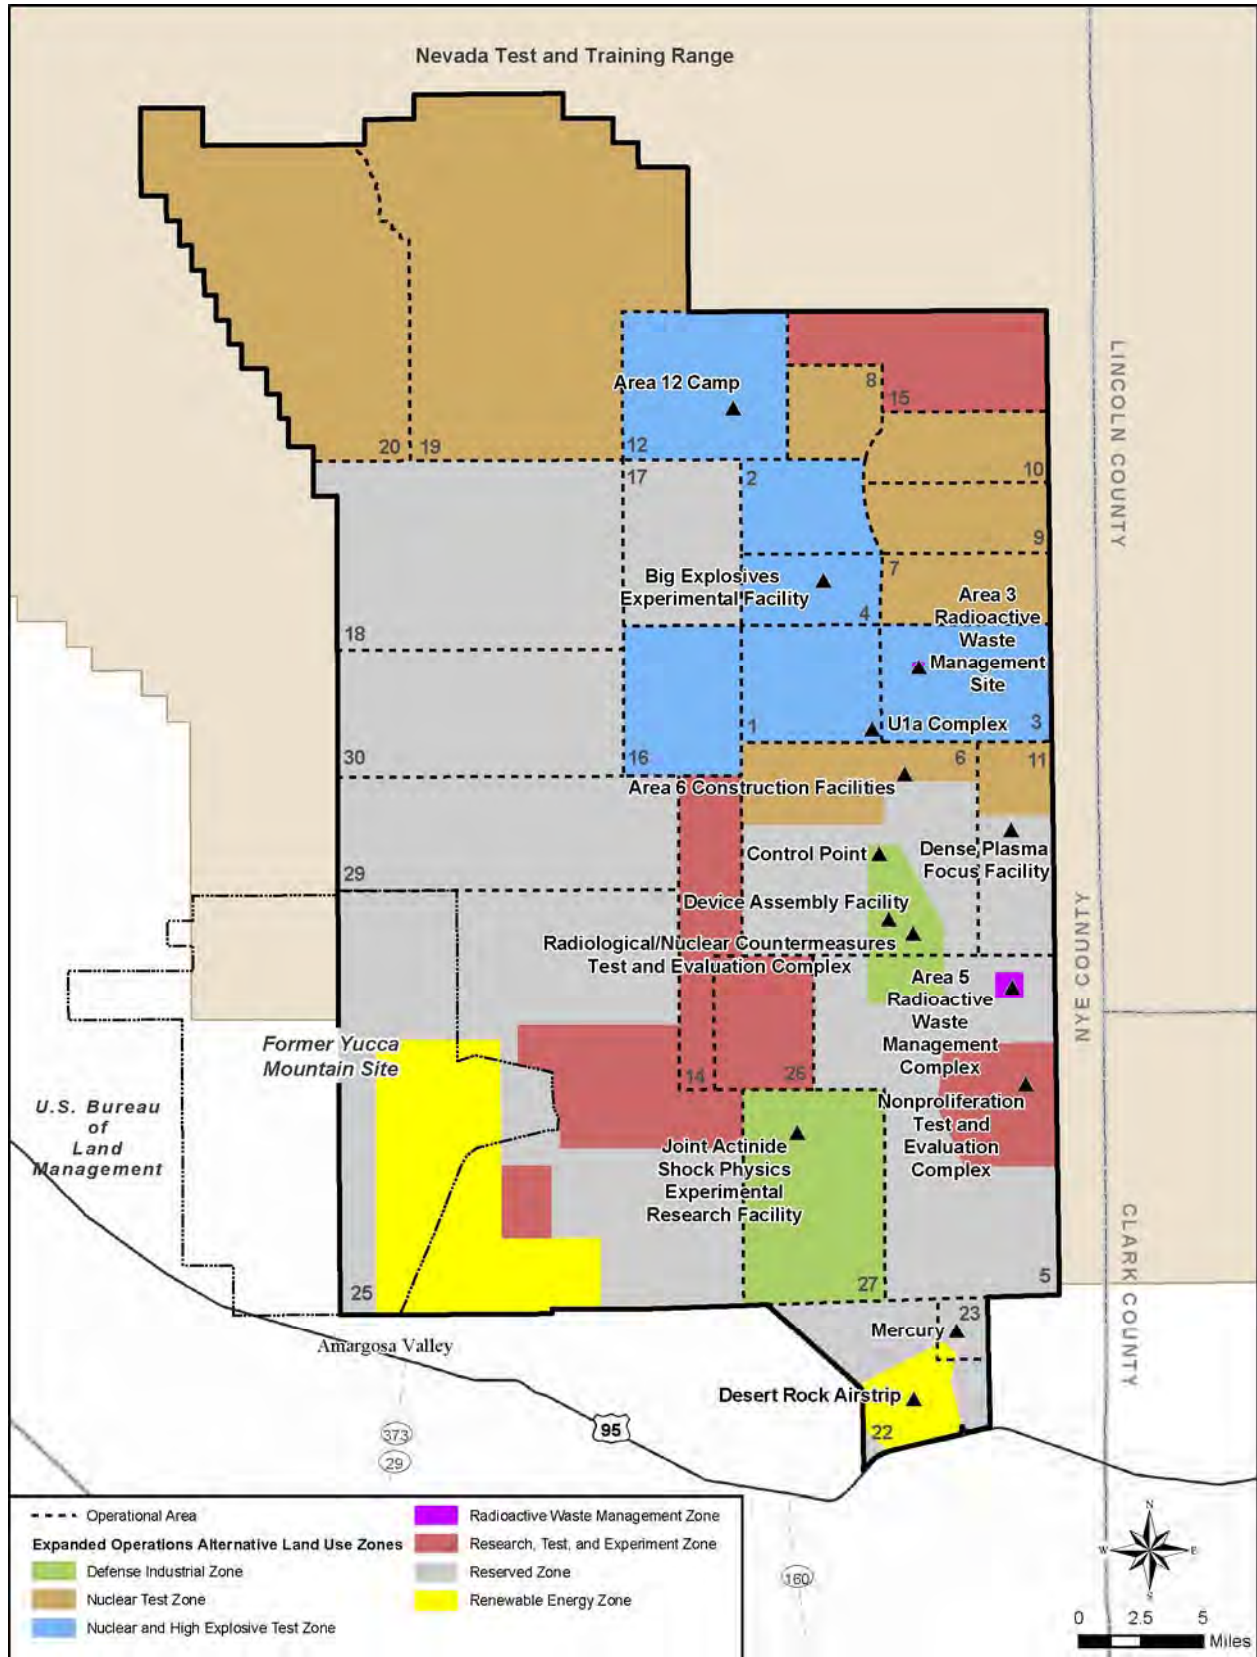 Nevada Test and Training Range
LINCOLN COUNTY
Area 12 Camp
8
15
20
19
12
10
17
2
9
Big Explosives
Experimental Facility
7
Area 3
Radioactive
Waste
Management
Site
4
18
U1a Complex
1
3
30
16
6
11
Area 6 Construction Facilities
Control Point
Dense Plasma
Focus Facility
29
Device Assembly Facility
Radiological/Nuclear Countermeasures
Test and Evaluation Complex
NYE COUNTY
Area 5
Radioactive
Waste
Management
Complex
Former Yucca
Mountain Site
14
26
U.S. Bureau
of
Land
Management
Nonproliferation
Test and
Evaluation
Complex
Joint Actinide
Shock Physics
Experimental
Research Facility
CLARK COUNTY
25
27
5
23
Mercury
Amargosa Valley
Desert Rock Airstrip
22
95
373
29
160
Operational Area
Expanded Operations Alternative Land Use Zones
Defense Industrial Zone
Nuclear Test Zone
Nuclear and High Explosive Test Zone
Radioactive Waste Management Zone
Research, Test, and Experiment Zone
Reserved Zone
Renewable Energy Zone
N
W
E
S
0 2.5 5
Miles